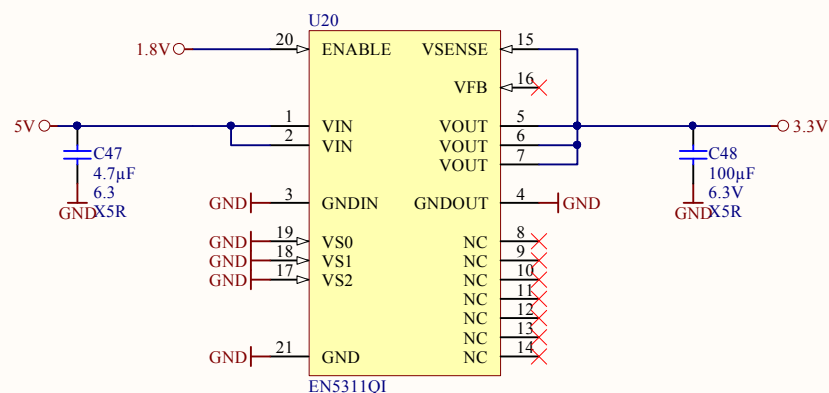 U20
1.8V 20 ENABLE VSENSE 15
VFB 16
5V 1 VIN VOUT 5 3.3V
2 VIN VOUT 6
VOUT 7
C47
4.7µF
6.3
X5R
GND
C48
100µF
6.3V
X5R
GND
GND 3 GNDIN GNDOUT 4 GND
GND 19 VS0 NC 8
GND 18 VS1 NC 9
GND 17 VS2 NC 10
NC 11
NC 12
NC 13
GND 21 GND NC 14
EN5311QI